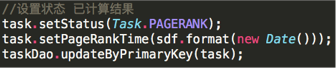 //设置状态 已计算结果
task.setStatus(Task.PAGERANK);
task.setPageRankTime(sdf.format(new Date()));
taskDao.updateByPrimaryKey(task);